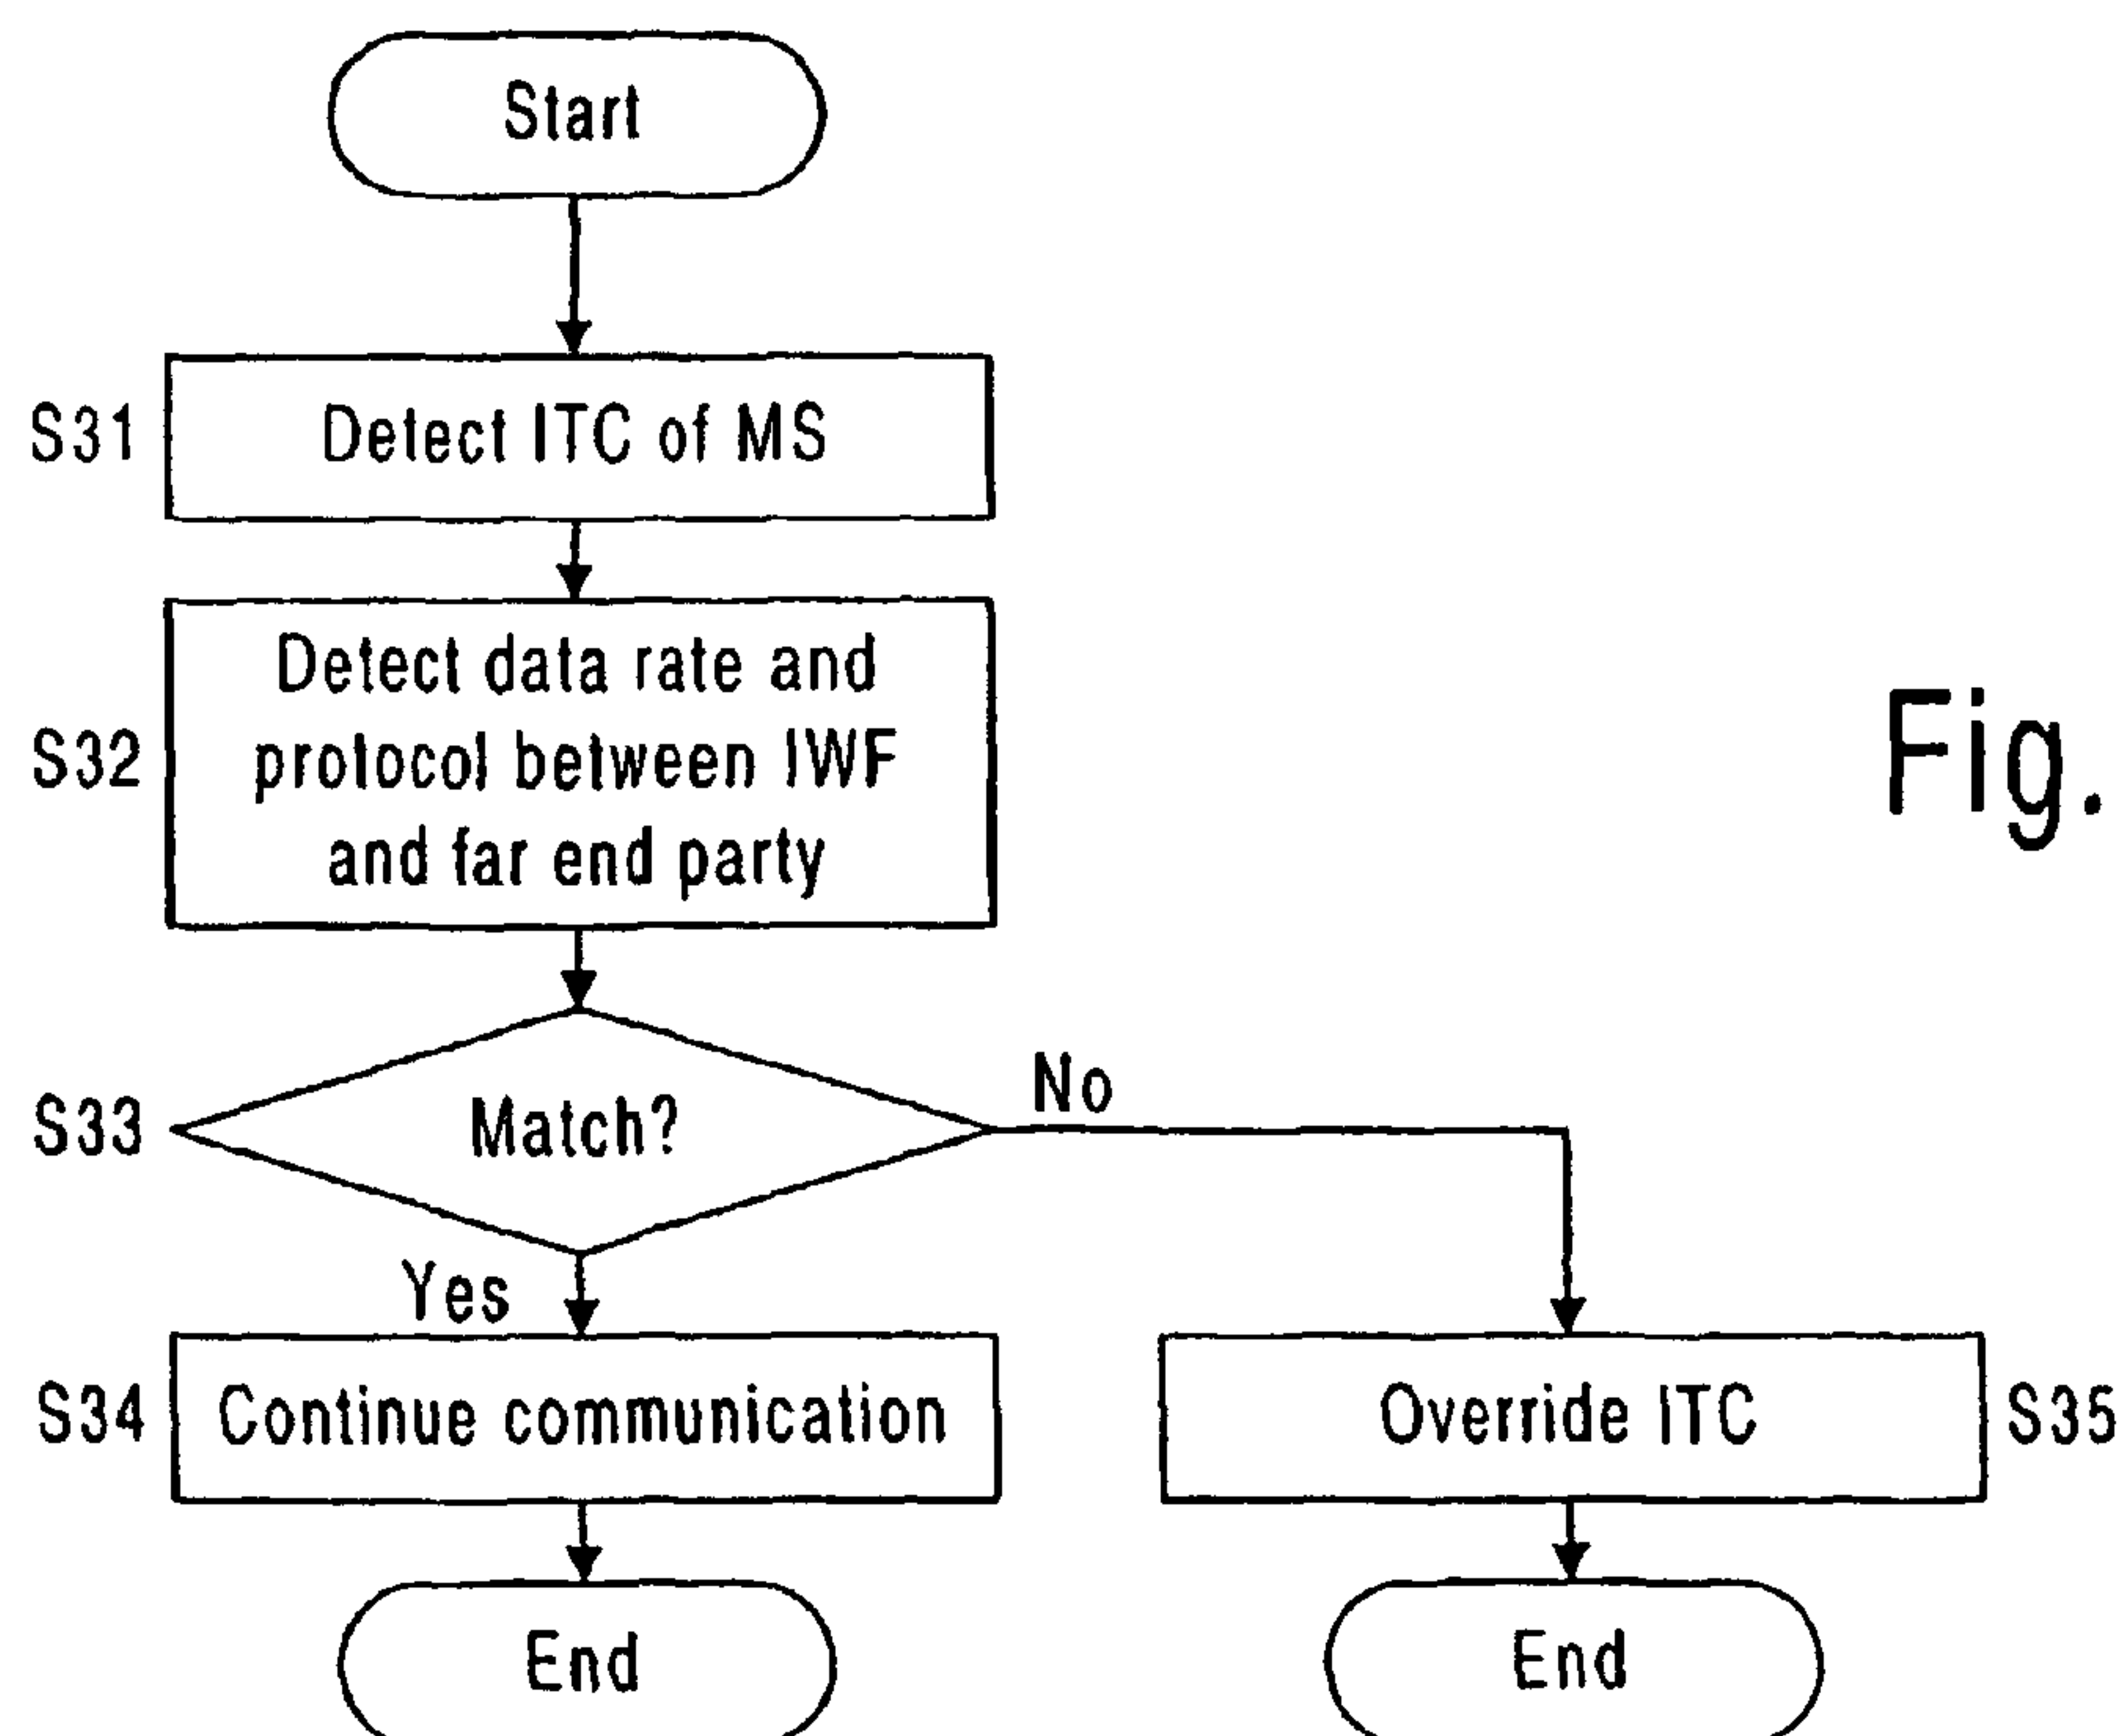 Start
S31
Detect ITC of MS
S32
Detect data rate and
protocol between IWF
and far end party
Fig.
S33
Match?
No
Yes
S34
Continue communication
Override ITC
S35
End
End